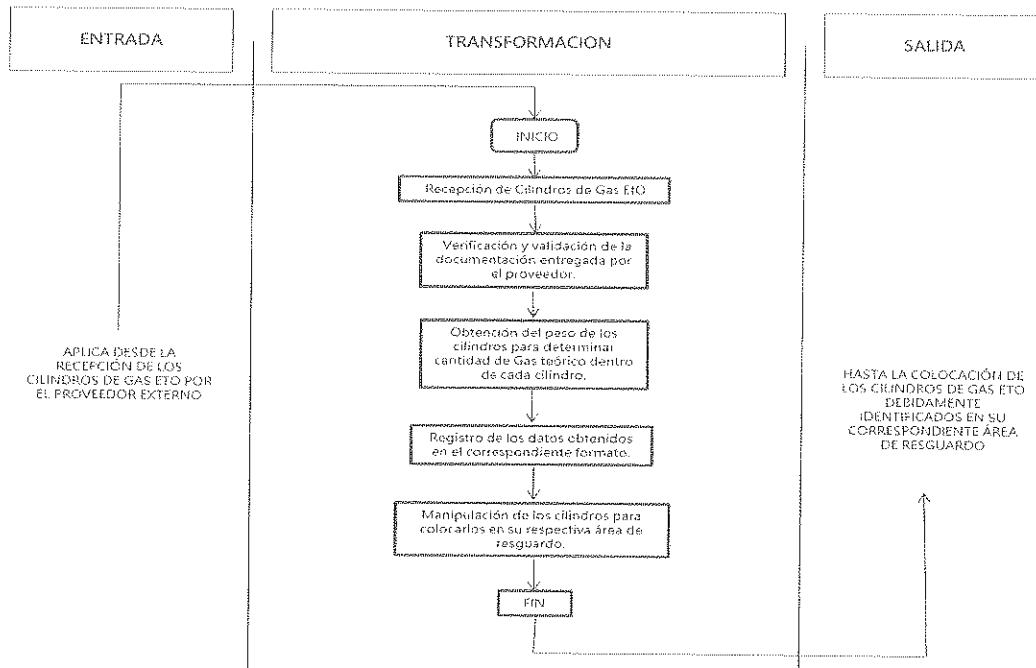 ENTRADA
TRANSFORMACION
SALIDA
INICIO
Recepción de Cilindros de Gas EtO
Verificación y validación de la
documentación entregada por
el proveedor.
Obtención del peso de los
cilindros para determinar
cantidad de Gas teórico dentro
de cada cilindro.
Registro de los datos obtenidos
en el correspondiente formato.
Manipulación de los cilindros para
colocarlos en su respectiva área de
resguardo.
FIN
APLICA DESDE LA
RECEPCIÓN DE LOS
CILINDROS DE GAS ETO POR
EL PROVEEDOR EXTERNO
HASTA LA COLOCACIÓN DE
LOS CILINDROS DE GAS ETO
DEBIDAMENTE
IDENTIFICADOS EN SU
CORRESPONDIENTE ÁREA
DE RESGUARDO